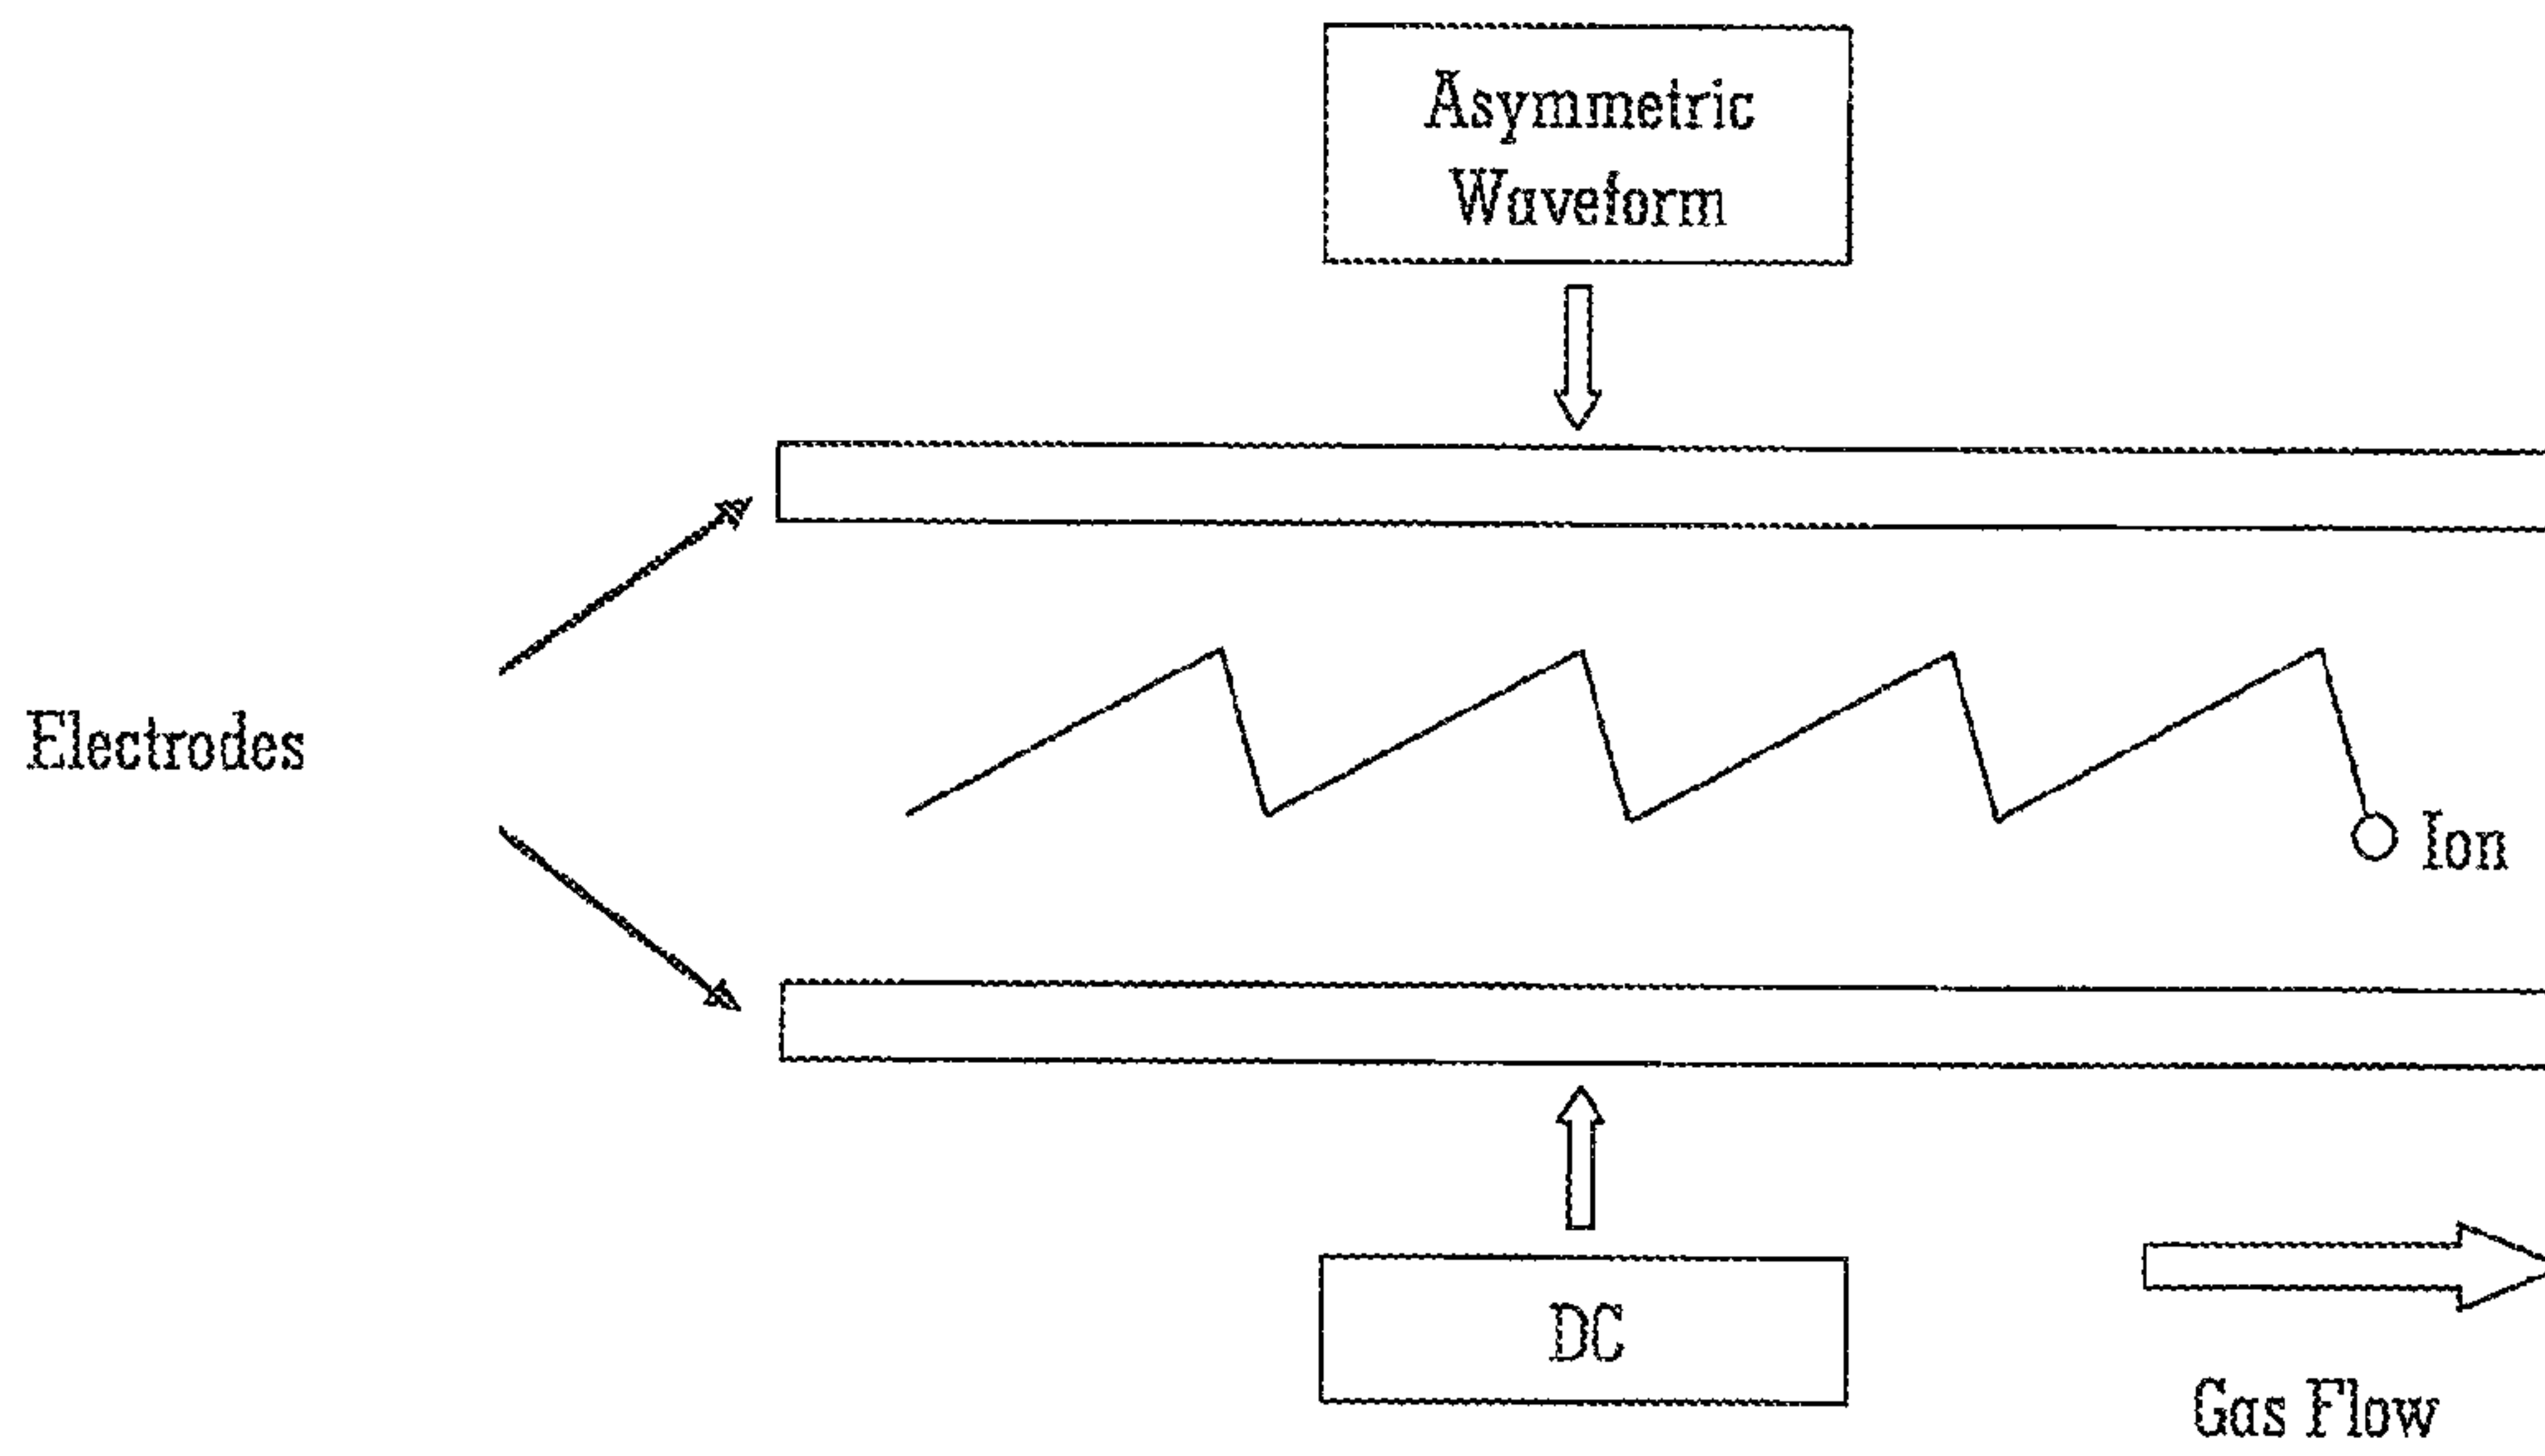 Asymmetric
Waveform
Electrodes
Ion
DC
Gas Flow